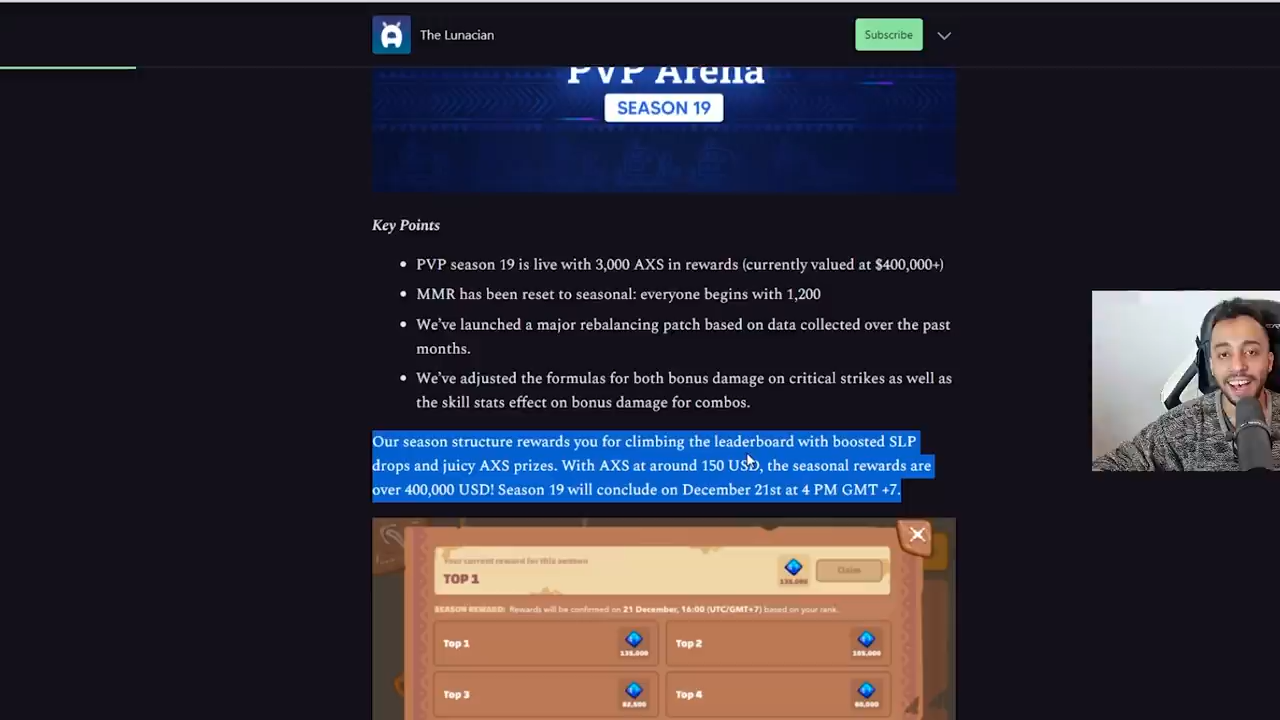 The Lunacian
Subscribe
PVP Arena
SEASON 19
Key Points
• PVP season 19 is live with 3,000 AXS in rewards (currently valued at $400,000+)
• MMR has been reset to seasonal: everyone begins with 1,200
• We've launched a major rebalancing patch based on data collected over the past
months.
• We've adjusted the formulas for both bonus damage on critical strikes as well as
the skill stats effect on bonus damage for combos.
Our season structure rewards you for climbing the leaderboard with boosted SLP
drops and juicy AXS prizes. With AXS at around 150 USD, the seasonal rewards are
over 400,000 USD! Season 19 will conclude on December 21st at 4 PM GMT +7.
Your current reward for this season
TOP 1
Claim
SEASON REWARD: Rewards will be confirmed on 21 December, 16:00 (UTC/GMT+7) based on your rank.
Top 1
Top 2
Top 3
Top 4